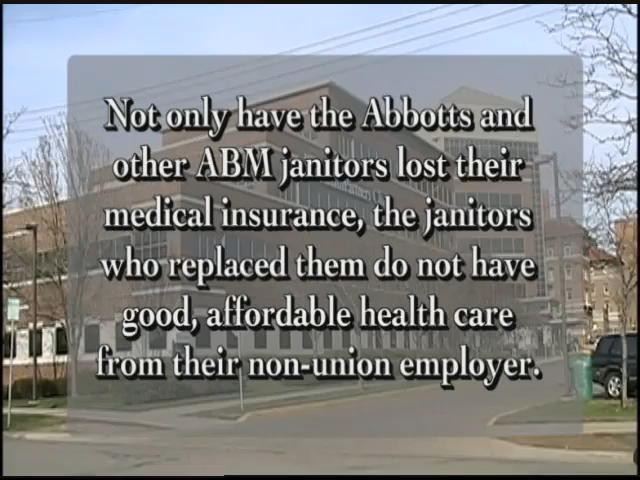 Not only have the Abbotts and
other ABM janitors lost their
medical insurance, the janitors
who replaced them do not have
good, affordable health care
from their non-union employer.